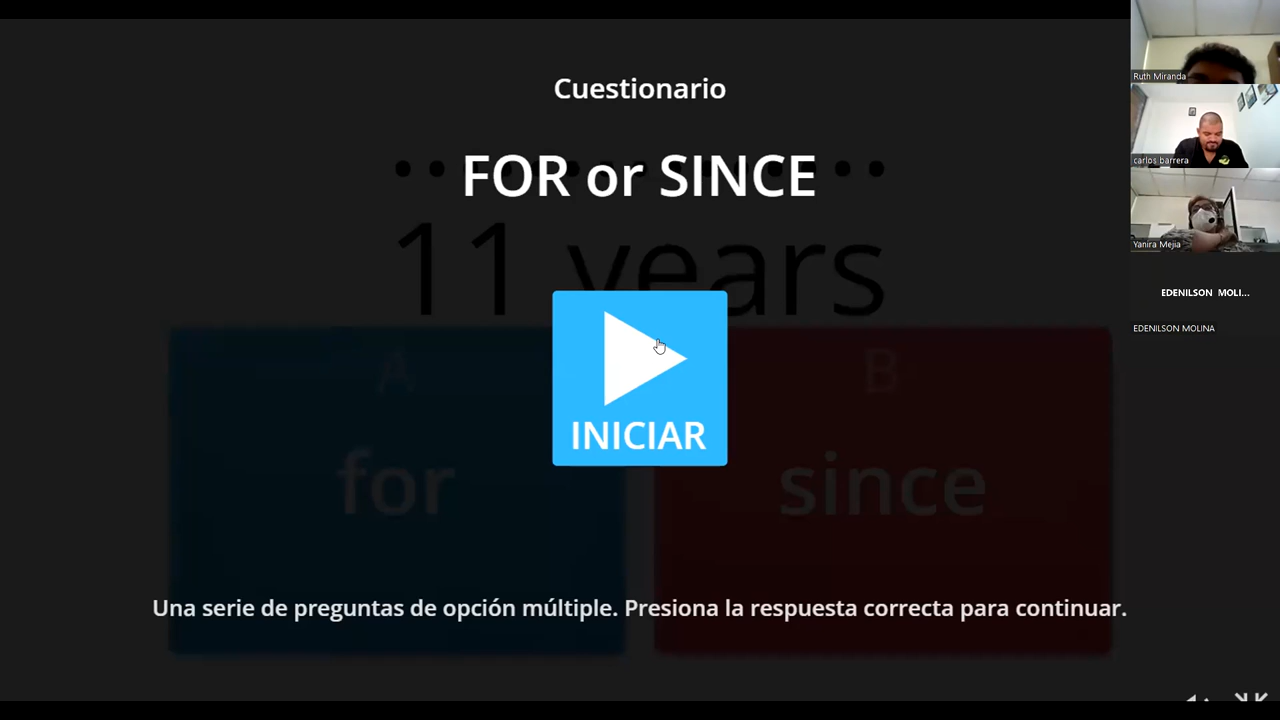 Cuestionario
FOR or SINCE
11 years
INICIAR
A
B
for
since
Una serie de preguntas de opción múltiple. Presiona la respuesta correcta para continuar.
Ruth Miranda
carlos barrera
Yanira Mejia
EDENILSON MOLI...
EDENILSON MOLINA